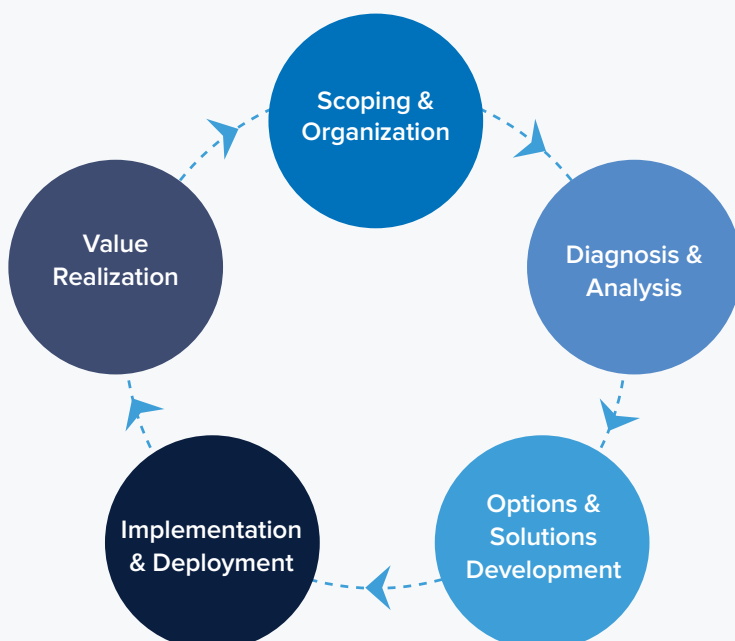 Scoping &
Organization
Diagnosis &
Analysis
Options &
Solutions
Development
Implementation
& Deployment
Value
Realization